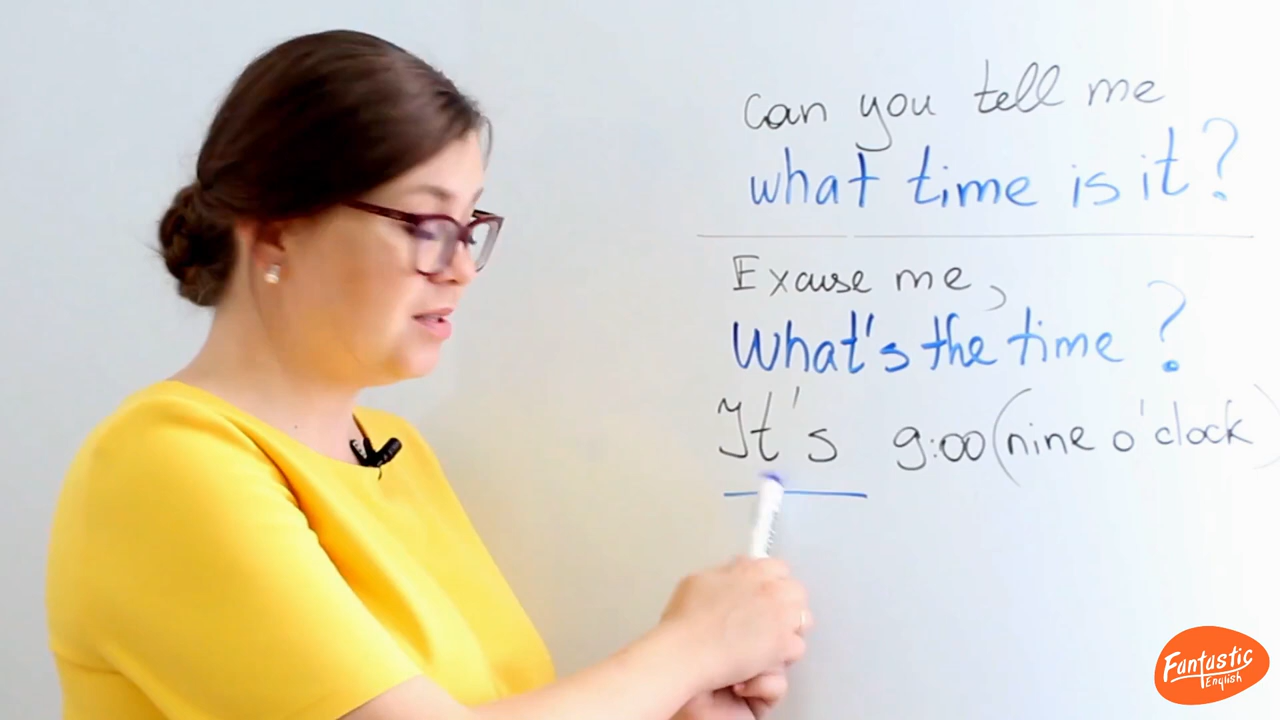 Can you tell me
what time is it?
Excuse me,
What's the time?
It's 9:00 (nine o'clock)
Fantastic
English